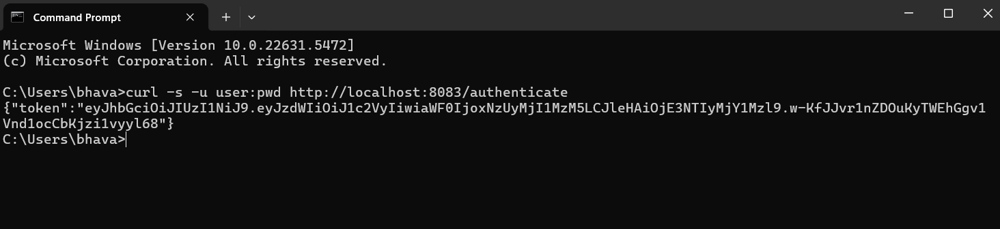 Command Prompt
Microsoft Windows [Version 10.0.22631.5472]
(c) Microsoft Corporation. All rights reserved.
C:\Users\bhava>curl -s -u user:pwd http://localhost:8083/authenticate
{"token":"eyJhbGciOiJIUzI1NiJ9.eyJzdWIiOiJ1c2VyIiwiaWF0IjoxNzUyMjI1MzM5LCJleHAiOjE3NTIyMjY1Mzl9.w-KfJJvr1nZDOuKyTWEhGgv1
Vnd1ocCbKjzi1vyyl68"}
C:\Users\bhava>